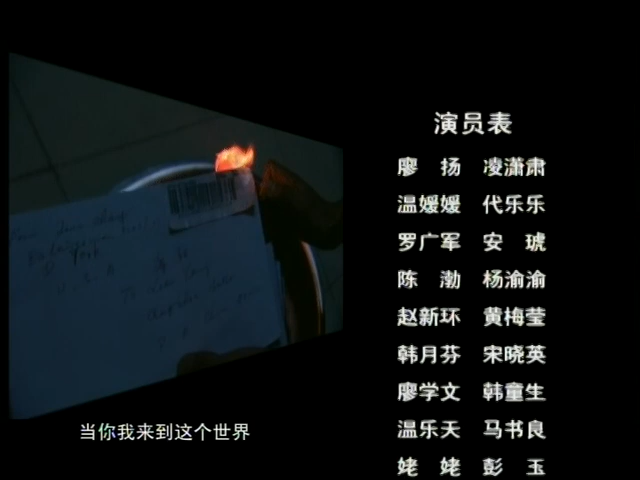 演员表
廖 扬 凌潇肃
温媛媛 代乐乐
罗广军 安 琥
陈 渤 杨渝渝
赵新环 黄梅莹
韩月芬 宋晓英
廖学文 韩童生
温乐天 马书良
姥 姥 彭 玉
当你我来到这个世界